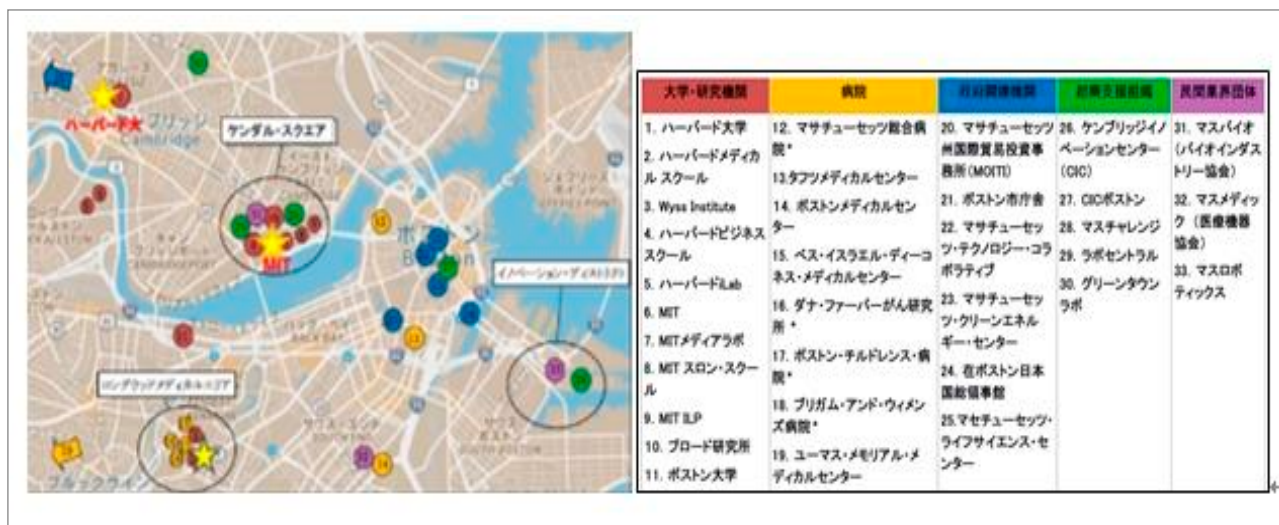 ハーバード大
ブリッジ
Cambridge
ケンダル・スクエア
MIT
ボストン
イノベーション・ディストリクト
ロングウッドメディカルエリア
ブルックライン
大学・研究機関
1. ハーバード大学
2. ハーバードメディカ
ル スクール
3. Wyss Institute
4. ハーバードビジネス
スクール
5. ハーバードiLab
6. MIT
7. MITメディアラボ
8. MIT スローン・スクー
ル
9. MIT ILP
10. ブロード研究所
11. ボストン大学
病院
12. マサチューセッツ総合病
院*
13.タフツメディカルセンター
14. ボストンメディカルセン
ター
15. ベス・イスラエル・ディーコ
ネス・メディカルセンター
16. ダナ・ファーバーがん研究
所 *
17. ボストン・チルドレンス・病
院*
18. ブリガム・アンド・ウィメン
ズ病院*
19. ユーマス・メモリアル・メ
ディカルセンター
政府関係機関
20. マサチューセッツ
州国際貿易投資事
務所(MOITI)
21. ボストン市庁舎
22. マサチューセッ
ツ・テクノロジー・コラ
ボラティブ
23. マサチューセッ
ツ・クリーンエネル
ギー・センター
24. 在ボストン日本
国総領事館
25.マセチューセッツ・
ライフサイエンス・セ
ンター
起業支援組織
26. ケンブリッジイノ
ベーションセンター
(CIC)
27. CICボストン
28. マスチャレンジ
29. ラボセントラル
30. グリーンタウン
ラボ
民間業界団体
31. マスバイオ
(バイオインダス
トリー協会)
32. マスメディッ
ク (医療機器
協会)
33. マスロボ
ティックス